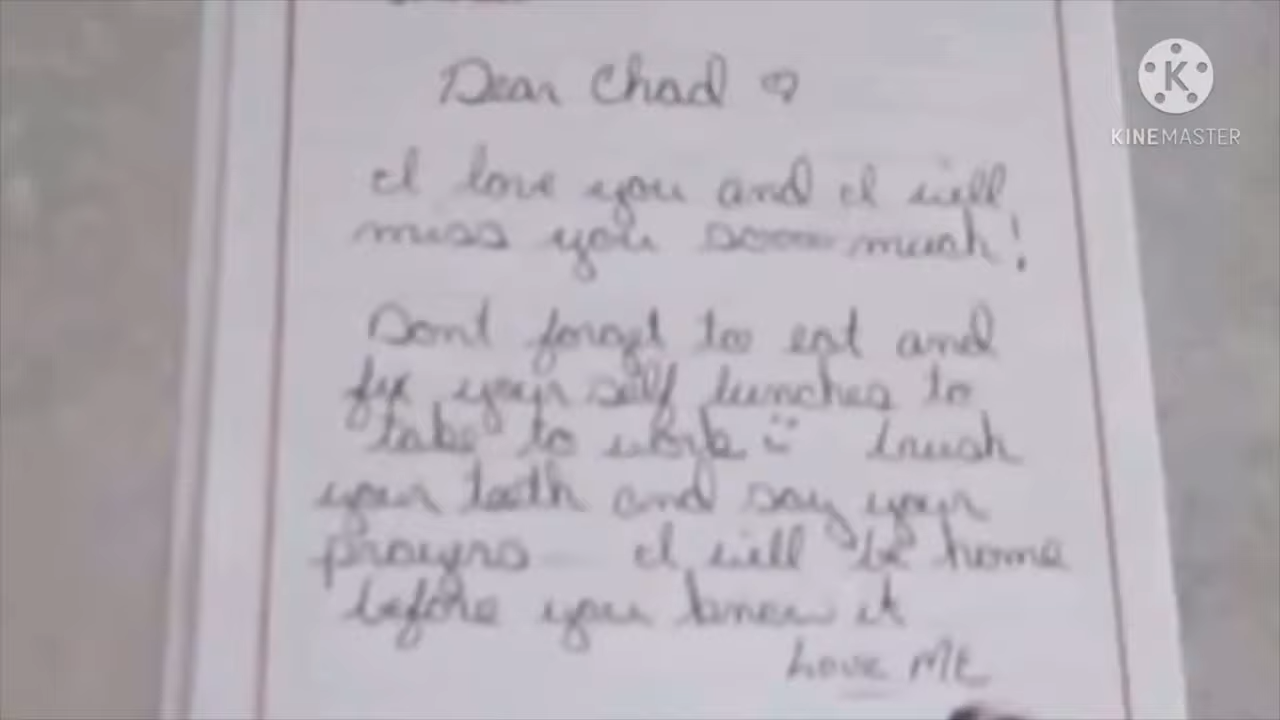 Dear Chad ♡
I love you and I will
miss you sooo much!
Dont forget to eat and
fix yourself lunches to
take to work :) brush
your teeth and say your
prayers I will be home
before you know it
Love ME
K
KINEMASTER